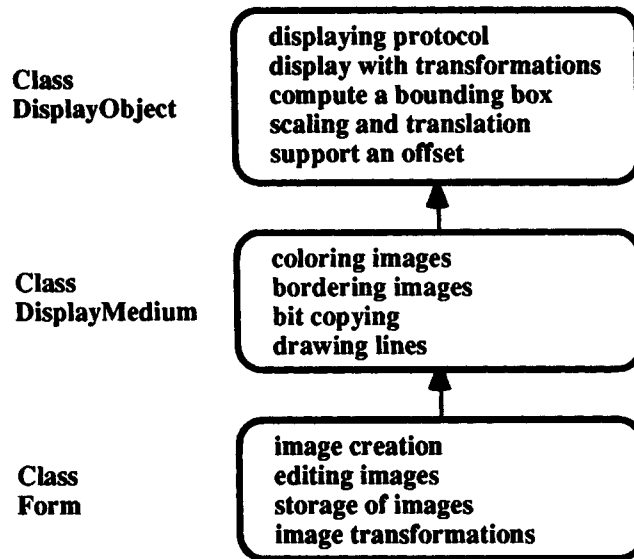 Class
DisplayObject
displaying protocol
display with transformations
compute a bounding box
scaling and translation
support an offset
Class
DisplayMedium
coloring images
bordering images
bit copying
drawing lines
Class
Form
image creation
editing images
storage of images
image transformations